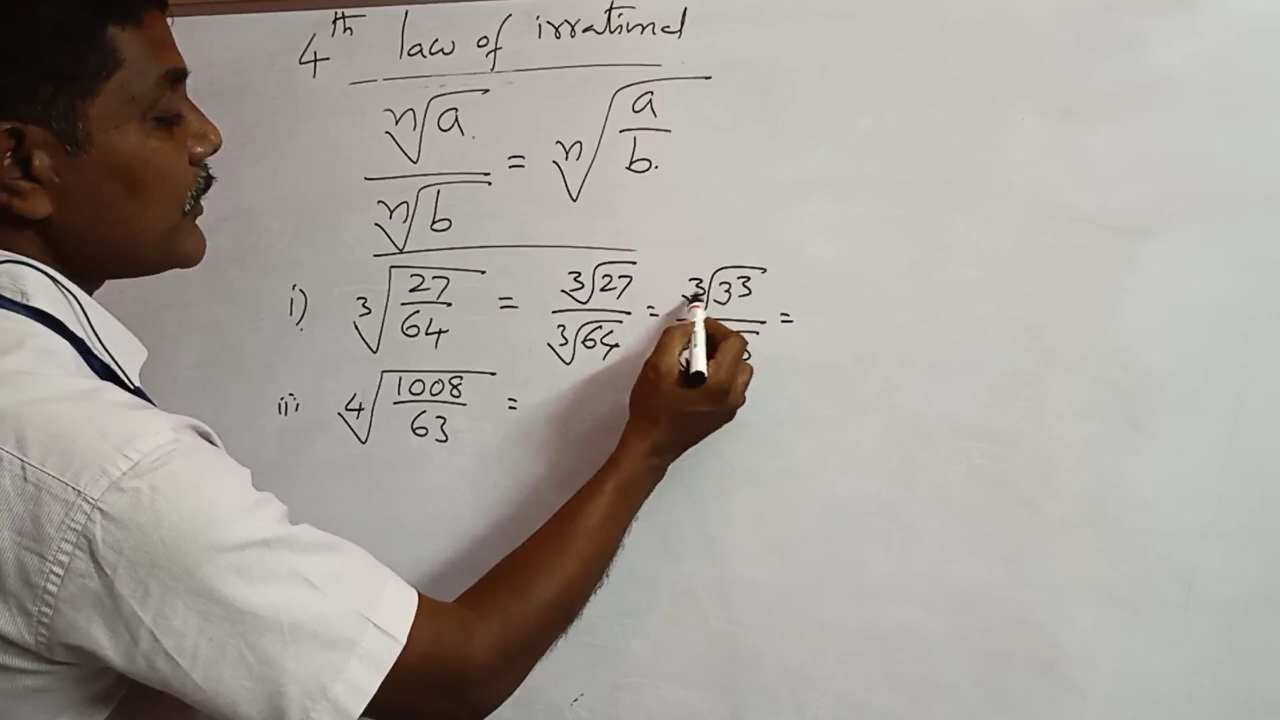 4th law of irrational
ⁿ√a / ⁿ√b = ⁿ√(a/b)
i) ³√(27/64) = ³√27 / ³√64 = ³√3³ =
ii) ⁴√(1008/63) =